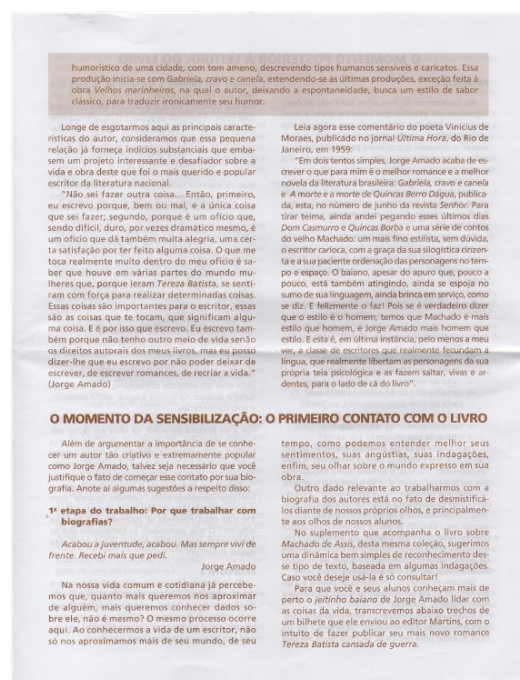 humorístico de uma cidade, com tom ameno, descrevendo tipos humanos sensíveis e caricatos. Essa
produção inicia-se com Gabriela, cravo e canela, estendendo-se às últimas produções, exceção feita à
obra Velhos marinheiros, na qual o autor, deixando a espontaneidade, busca um estilo de sabor
clássico, para traduzir ironicamente seu humor.
Longe de esgotarmos aqui as principais caracte-
rísticas do autor, consideramos que essa pequena
relação já forneça indícios substanciais que emba-
sem um projeto interessante e desafiador sobre a
vida e obra deste que foi o mais querido e popular
escritor da literatura nacional.
"Não sei fazer outra coisa... Então, primeiro,
eu escrevo porque, bem ou mal, é a única coisa
que sei fazer; segundo, porque é um ofício que,
sendo difícil, duro, por vezes dramático mesmo, é
um ofício que dá também muita alegria, uma cer-
ta satisfação por ter feito alguma coisa. O que me
toca realmente muito dentro do meu ofício é sa-
ber que houve em várias partes do mundo mu-
lheres que, porque leram Tereza Batista, se senti-
ram com força para realizar determinadas coisas.
Essas coisas são importantes para o escritor, essas
são as coisas que te tocam, que significam algu-
ma coisa. E é por isso que escrevo. Eu escrevo tam-
bém porque não tenho outro meio de vida senão
os direitos autorais dos meus livros, mas eu posso
dizer-lhe que eu escrevo por não poder deixar de
escrever, de escrever romances, de recriar a vida."
(Jorge Amado)
Leia agora esse comentário do poeta Vinicius de
Moraes, publicado no jornal Última Hora, do Rio de
Janeiro, em 1959:
"Em dois tentos simples, Jorge Amado acaba de es-
crever o que para mim é o melhor romance e a melhor
novela da literatura brasileira: Gabriela, cravo e canela
e A morte e a morte de Quincas Berro Dágua, publica-
da, esta, no número de junho da revista Senhor. Para
tirar teima, ainda andei pegando esses últimos dias
Dom Casmurro e Quincas Borba e uma série de contos
do velho Machado: um mais fino estilista, sem dúvida,
o escritor carioca, com a graça da sua silogística cinzen-
ta e a sua paciente ordenação das personagens no tem-
po e espaço. O baiano, apesar do apuro que, pouco a
pouco, está também atingindo, ainda se espoja no
sumo de sua linguagem, ainda brinca em serviço, como
se diz. E felizmente o faz! Pois se é verdadeiro dizer
que o estilo é o homem, temos que Machado é mais
estilo que homem, e Jorge Amado mais homem que
estilo. E esta é, em última instância, pelo menos a meu
ver, a classe de escritores que realmente fecundam a
língua, que realmente libertam as personagens da sua
própria teia psicológica e as fazem saltar, vivas e ar-
dentes, para o lado de cá do livro".
O MOMENTO DA SENSIBILIZAÇÃO: O PRIMEIRO CONTATO COM O LIVRO
Além de argumentar a importância de se conhe-
cer um autor tão criativo e extremamente popular
como Jorge Amado, talvez seja necessário que você
justifique o fato de começar esse contato por sua bio-
grafia. Anote aí algumas sugestões a respeito disso:
1ª etapa do trabalho: Por que trabalhar com
biografias?
Acabou a juventude, acabou. Mas sempre vivi de
frente. Recebi mais que pedi.
Jorge Amado
Na nossa vida comum e cotidiana já percebe-
mos que, quanto mais queremos nos aproximar
de alguém, mais queremos conhecer dados so-
bre ele, não é mesmo? O mesmo processo ocorre
aqui. Ao conhecermos a vida de um escritor, não
só nos aproximamos mais de seu mundo, de seu
tempo, como podemos entender melhor seus
sentimentos, suas angústias, suas indagações,
enfim, seu olhar sobre o mundo expresso em sua
obra.
Outro dado relevante ao trabalharmos com a
biografia dos autores está no fato de desmistificá-
los diante de nossos próprios olhos, e principalmen-
te aos olhos de nossos alunos.
No suplemento que acompanha o livro sobre
Machado de Assis, desta mesma coleção, sugerimos
uma dinâmica bem simples de reconhecimento des-
se tipo de texto, baseada em algumas indagações.
Caso você deseje usá-la é só consultar!
Para que você e seus alunos conheçam mais de
perto o jeitinho baiano de Jorge Amado lidar com
as coisas da vida, transcrevemos abaixo trechos de
um bilhete que ele enviou ao editor Martins, com o
intuito de fazer publicar seu mais novo romance
Tereza Batista cansada de guerra.